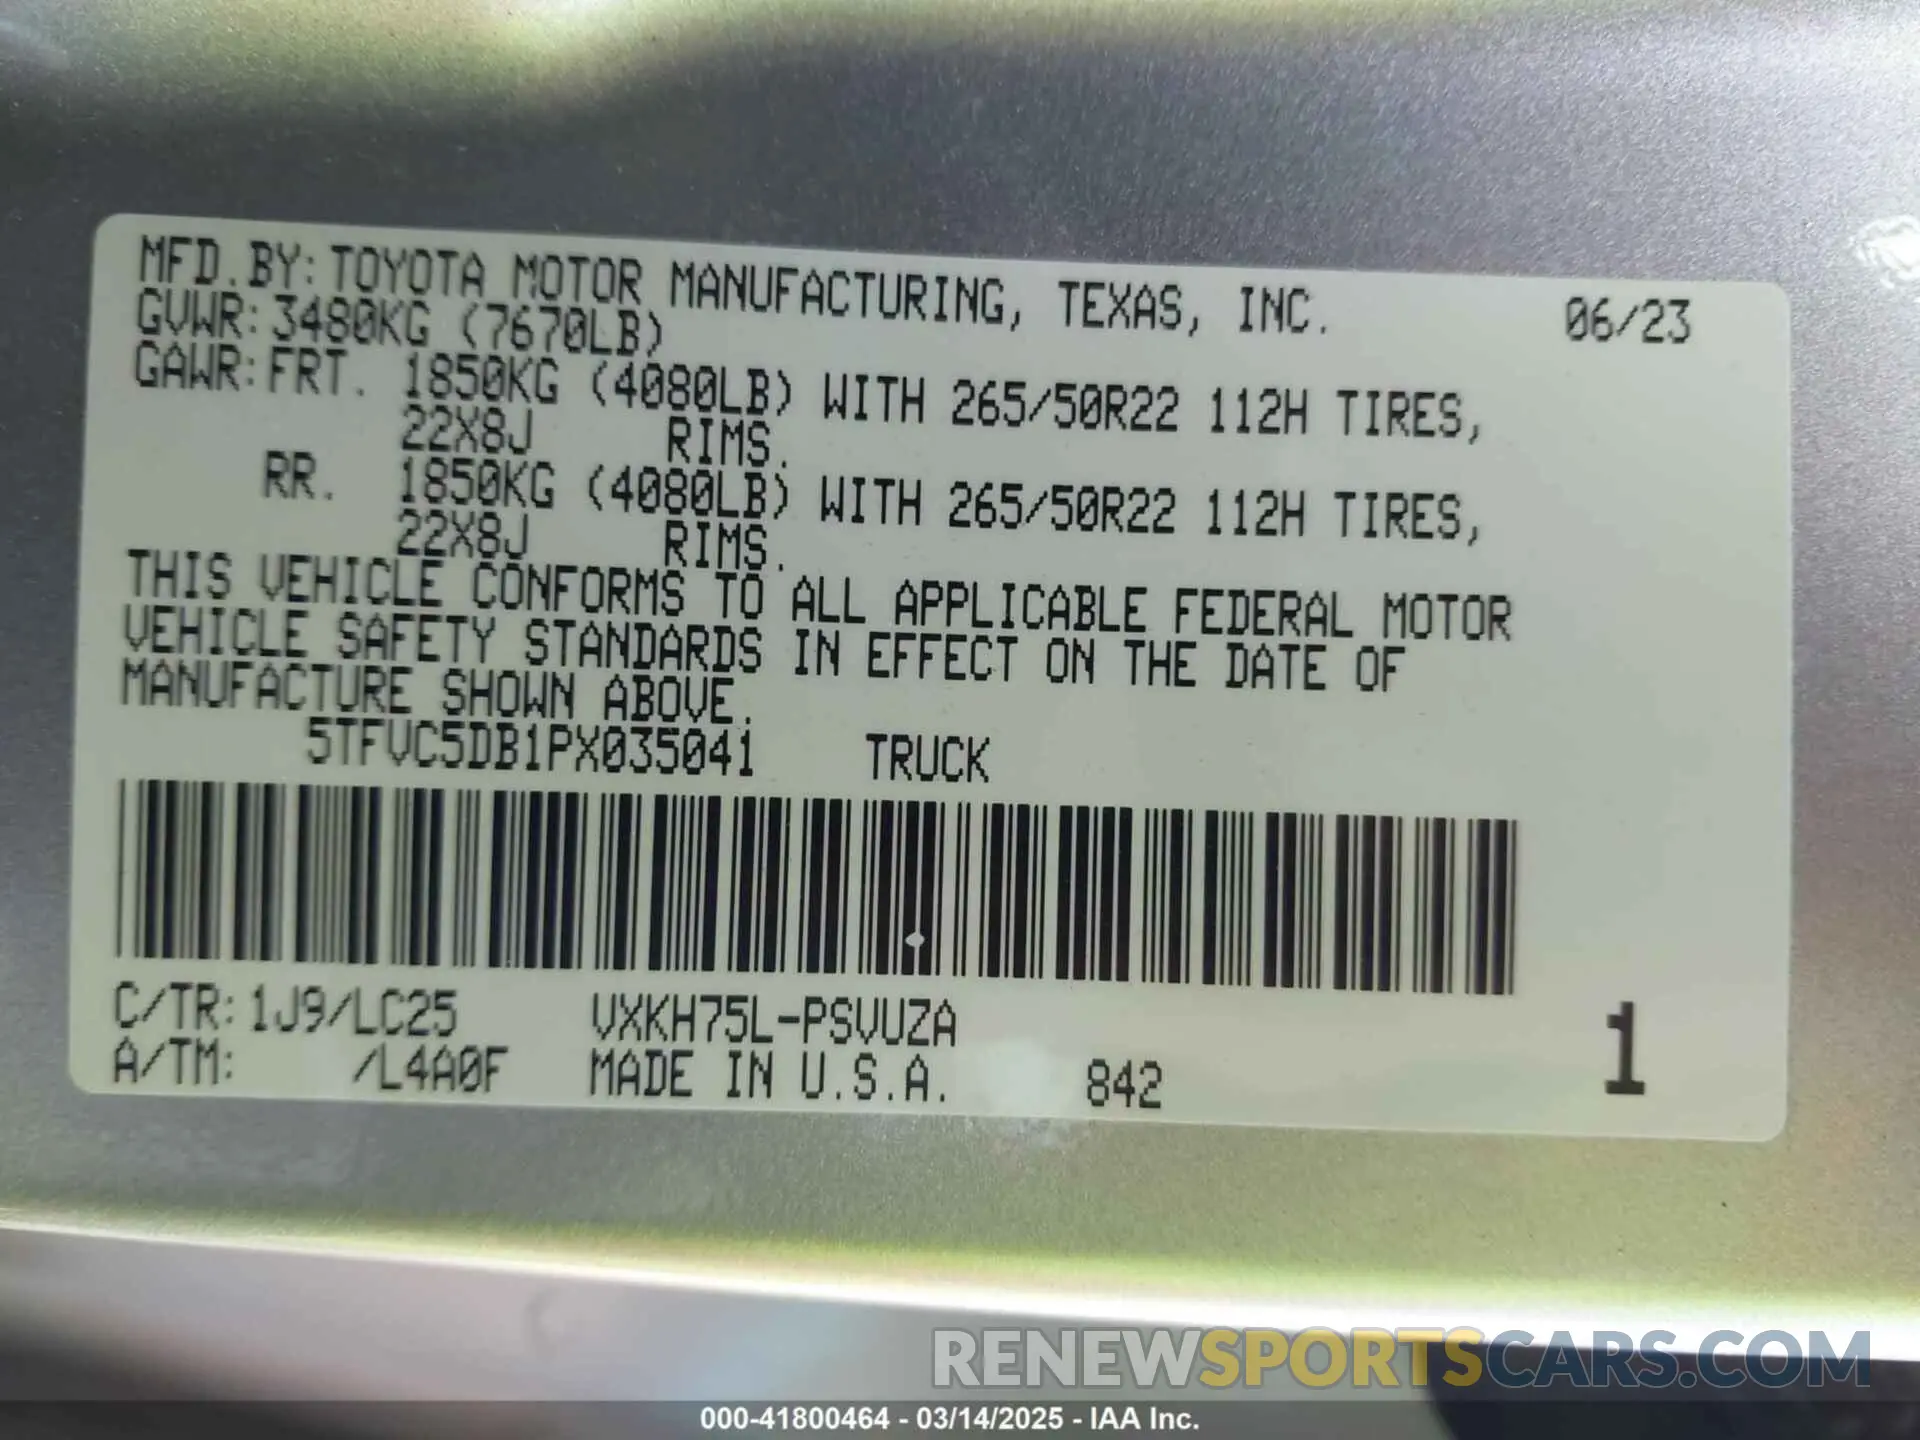 MFD.BY:TOYOTA MOTOR MANUFACTURING, TEXAS, INC. 06/23
GVWR:3480KG (7670LB)
GAWR:FRT. 1850KG (4080LB) WITH 265/50R22 112H TIRES,
22X8J RIMS.
RR. 1850KG (4080LB) WITH 265/50R22 112H TIRES,
22X8J RIMS.
THIS VEHICLE CONFORMS TO ALL APPLICABLE FEDERAL MOTOR
VEHICLE SAFETY STANDARDS IN EFFECT ON THE DATE OF
MANUFACTURE SHOWN ABOVE.
5TFVC5DB1PX035041 TRUCK
C/TR:1J9/LC25 VXKH75L-PSVUZA
A/TM: /L4A0F MADE IN U.S.A. 842 1
RENEWSPORTSCARS.COM
000-41800464 - 03/14/2025 - IAA Inc.